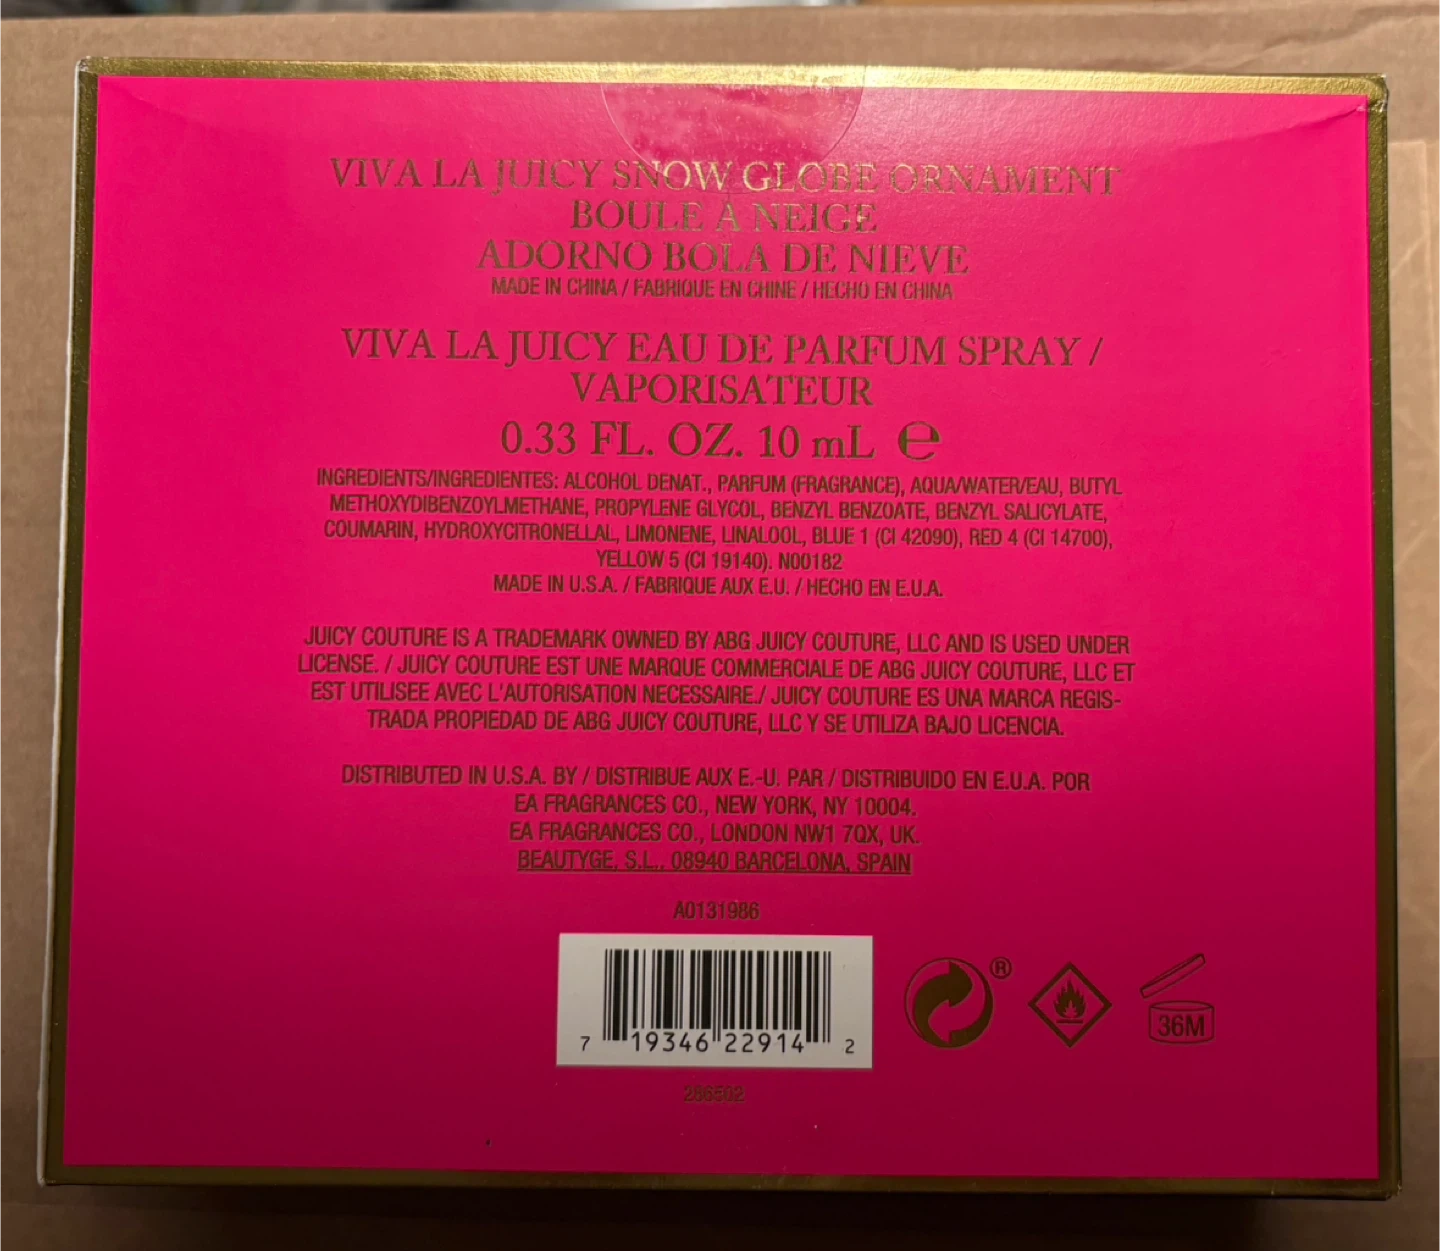 VIVA LA JUICY SNOW GLOBE ORNAMENT
BOULE À NEIGE
ADORNO BOLA DE NIEVE
MADE IN CHINA / FABRIQUE EN CHINE / HECHO EN CHINA
VIVA LA JUICY EAU DE PARFUM SPRAY /
VAPORISATEUR
0.33 FL. OZ. 10 mL ℮
INGREDIENTS/INGREDIENTES: ALCOHOL DENAT., PARFUM (FRAGRANCE), AQUA/WATER/EAU, BUTYL
METHOXYDIBENZOYLMETHANE, PROPYLENE GLYCOL, BENZYL BENZOATE, BENZYL SALICYLATE,
COUMARIN, HYDROXYCITRONELLAL, LIMONENE, LINALOOL, BLUE 1 (CI 42090), RED 4 (CI 14700),
YELLOW 5 (CI 19140). N00182
MADE IN U.S.A. / FABRIQUE AUX E.U. / HECHO EN E.U.A.
JUICY COUTURE IS A TRADEMARK OWNED BY ABG JUICY COUTURE, LLC AND IS USED UNDER
LICENSE. / JUICY COUTURE EST UNE MARQUE COMMERCIALE DE ABG JUICY COUTURE, LLC ET
EST UTILISEE AVEC L'AUTORISATION NECESSAIRE./ JUICY COUTURE ES UNA MARCA REGIS-
TRADA PROPIEDAD DE ABG JUICY COUTURE, LLC Y SE UTILIZA BAJO LICENCIA.
DISTRIBUTED IN U.S.A. BY / DISTRIBUE AUX E.-U. PAR / DISTRIBUIDO EN E.U.A. POR
EA FRAGRANCES CO., NEW YORK, NY 10004.
EA FRAGRANCES CO., LONDON NW1 7QX, UK.
BEAUTYGE, S.L., 08940 BARCELONA, SPAIN
A0131986
7 19346 22914 2
®
36M
286502